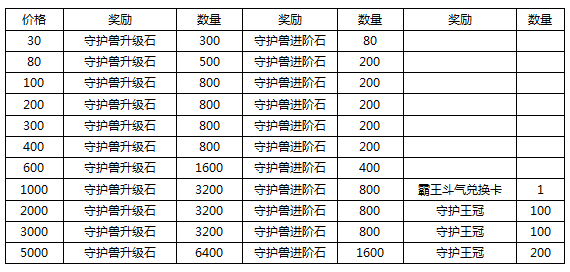 价格 奖励 数量 奖励 数量 奖励 数量
30 守护兽升级石 300 守护兽进阶石 80
80 守护兽升级石 500 守护兽进阶石 200
100 守护兽升级石 800 守护兽进阶石 200
200 守护兽升级石 800 守护兽进阶石 200
300 守护兽升级石 800 守护兽进阶石 200
400 守护兽升级石 800 守护兽进阶石 200
600 守护兽升级石 1600 守护兽进阶石 400
1000 守护兽升级石 3200 守护兽进阶石 800 霸王斗气兑换卡 1
2000 守护兽升级石 3200 守护兽进阶石 800 守护王冠 100
3000 守护兽升级石 3200 守护兽进阶石 800 守护王冠 100
5000 守护兽升级石 6400 守护兽进阶石 1600 守护王冠 200